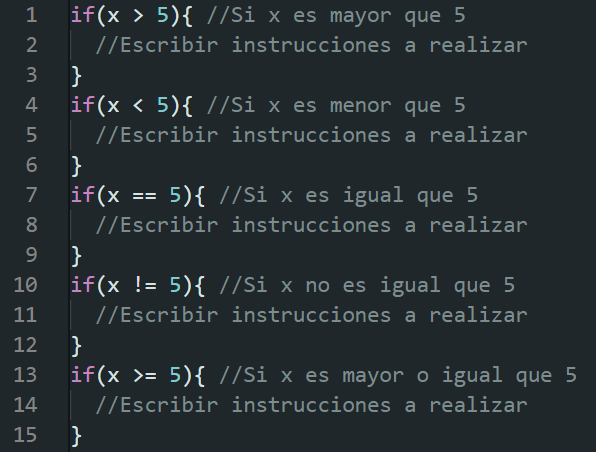 1 if(x > 5){ //Si x es mayor que 5
2 //Escribir instrucciones a realizar
3 }
4 if(x < 5){ //Si x es menor que 5
5 //Escribir instrucciones a realizar
6 }
7 if(x == 5){ //Si x es igual que 5
8 //Escribir instrucciones a realizar
9 }
10 if(x != 5){ //Si x no es igual que 5
11 //Escribir instrucciones a realizar
12 }
13 if(x >= 5){ //Si x es mayor o igual que 5
14 //Escribir instrucciones a realizar
15 }